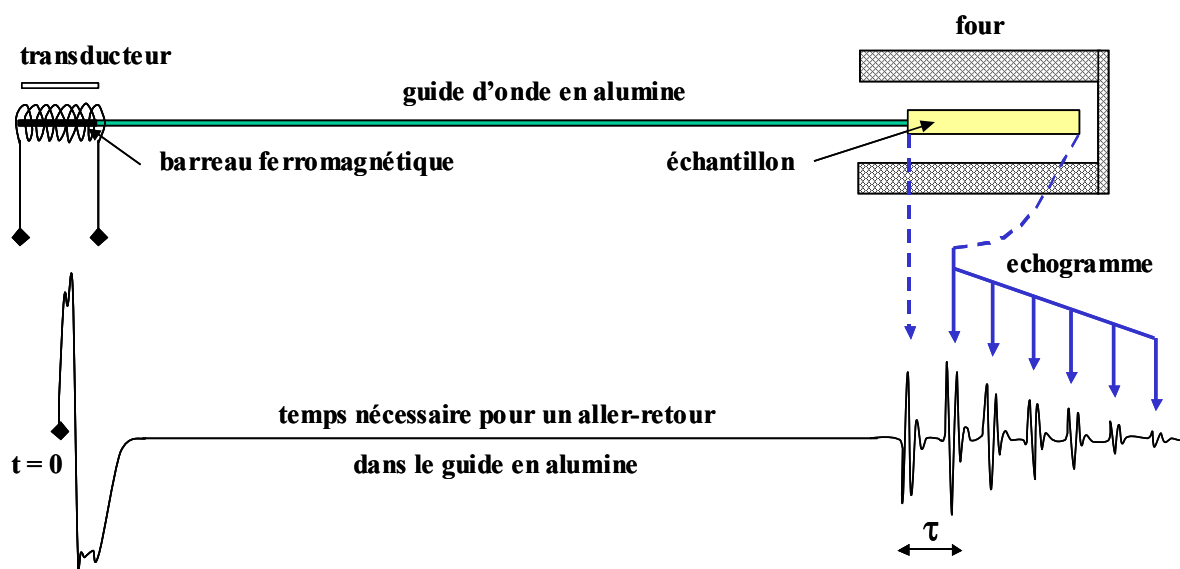 four
transducteur
guide d'onde en alumine
barreau ferromagnétique
échantillon
echogramme
temps nécessaire pour un aller-retour
t = 0
dans le guide en alumine
τ